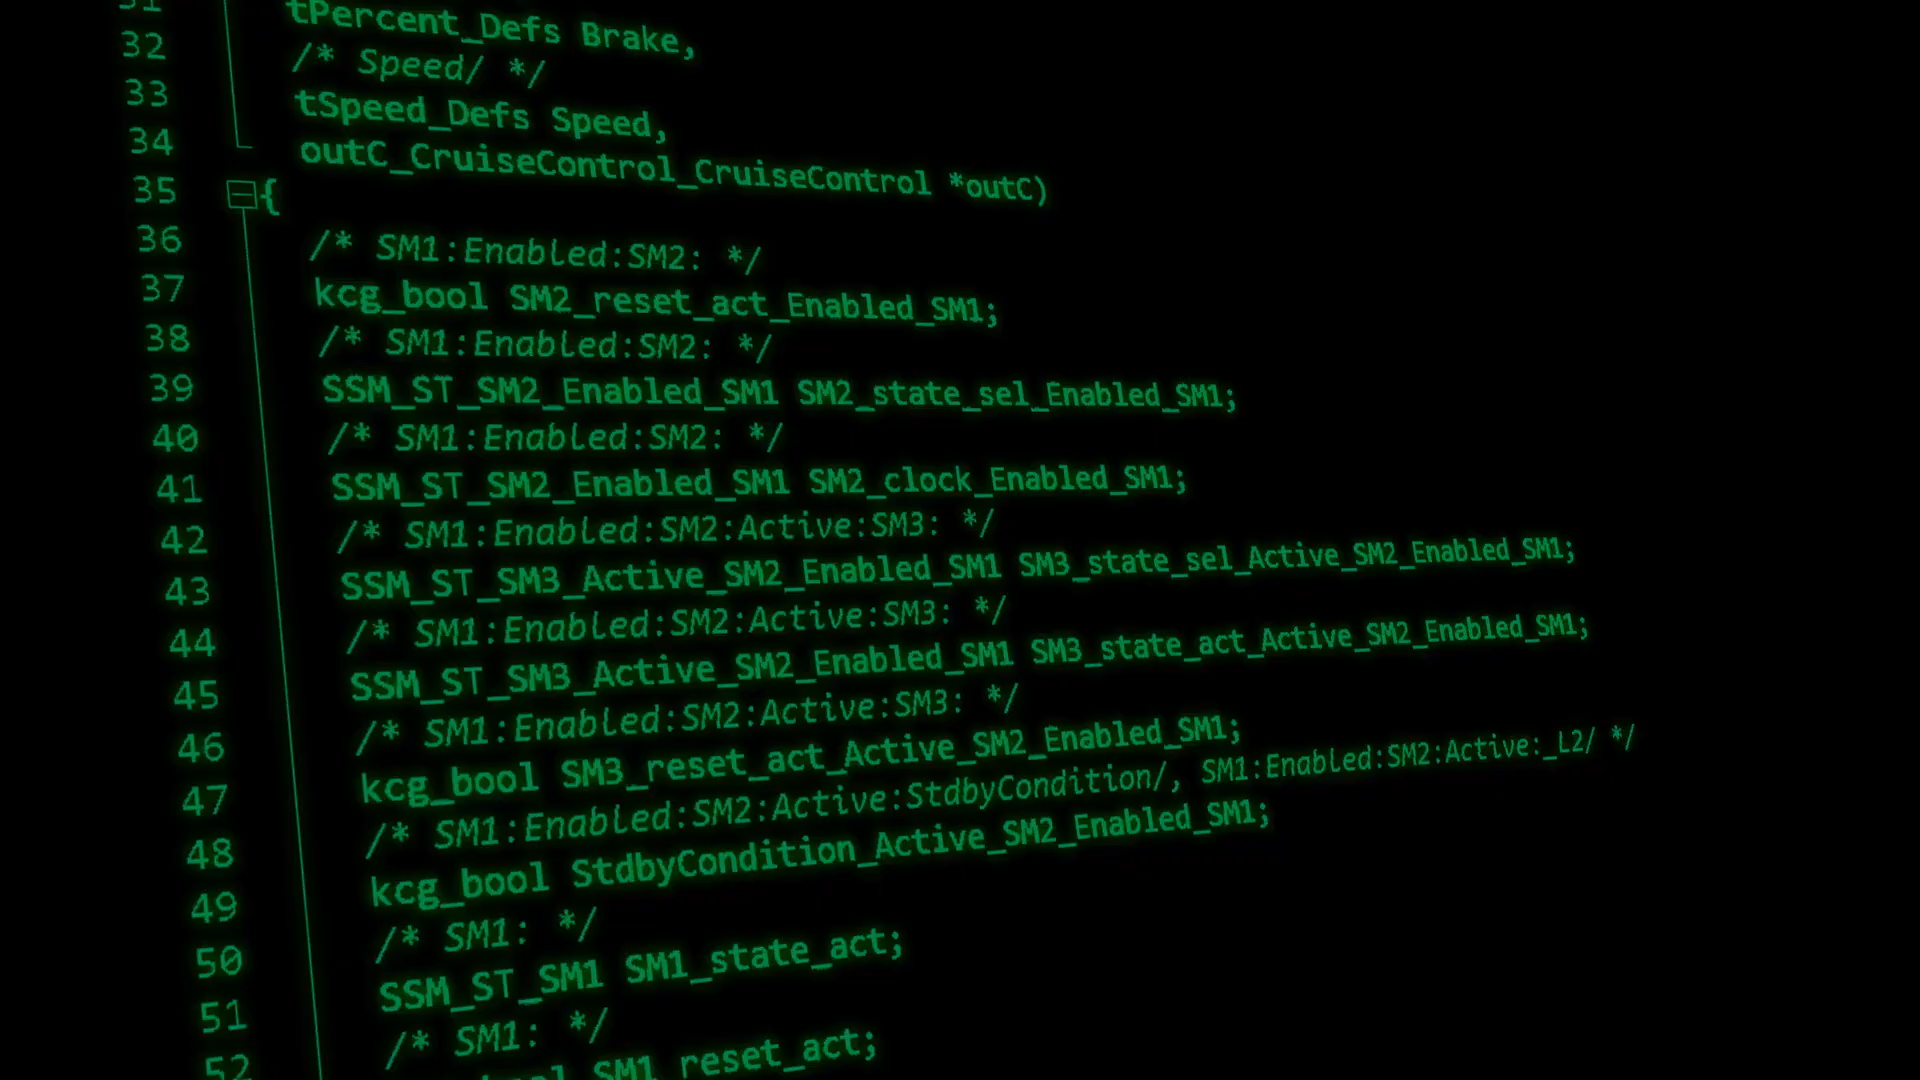 31
tPercent_Defs Brake,
32 /* Speed/ */
33 tSpeed_Defs Speed,
34 outC_CruiseControl_CruiseControl *outC)
35 {
36 /* SM1:Enabled:SM2: */
37 kcg_bool SM2_reset_act_Enabled_SM1;
38 /* SM1:Enabled:SM2: */
39 SSM_ST_SM2_Enabled_SM1 SM2_state_sel_Enabled_SM1;
40 /* SM1:Enabled:SM2: */
41 SSM_ST_SM2_Enabled_SM1 SM2_clock_Enabled_SM1;
42 /* SM1:Enabled:SM2:Active:SM3: */
43 SSM_ST_SM3_Active_SM2_Enabled_SM1 SM3_state_sel_Active_SM2_Enabled_SM1;
44 /* SM1:Enabled:SM2:Active:SM3: */
45 SSM_ST_SM3_Active_SM2_Enabled_SM1 SM3_state_act_Active_SM2_Enabled_SM1;
46 /* SM1:Enabled:SM2:Active:SM3: */
47 kcg_bool SM3_reset_act_Active_SM2_Enabled_SM1;
48 /* SM1:Enabled:SM2:Active:StdbyCondition/, SM1:Enabled:SM2:Active:_L2/ */
49 kcg_bool StdbyCondition_Active_SM2_Enabled_SM1;
50 /* SM1: */
51 SSM_ST_SM1 SM1_state_act;
52 /* SM1: */
SM1_reset_act;